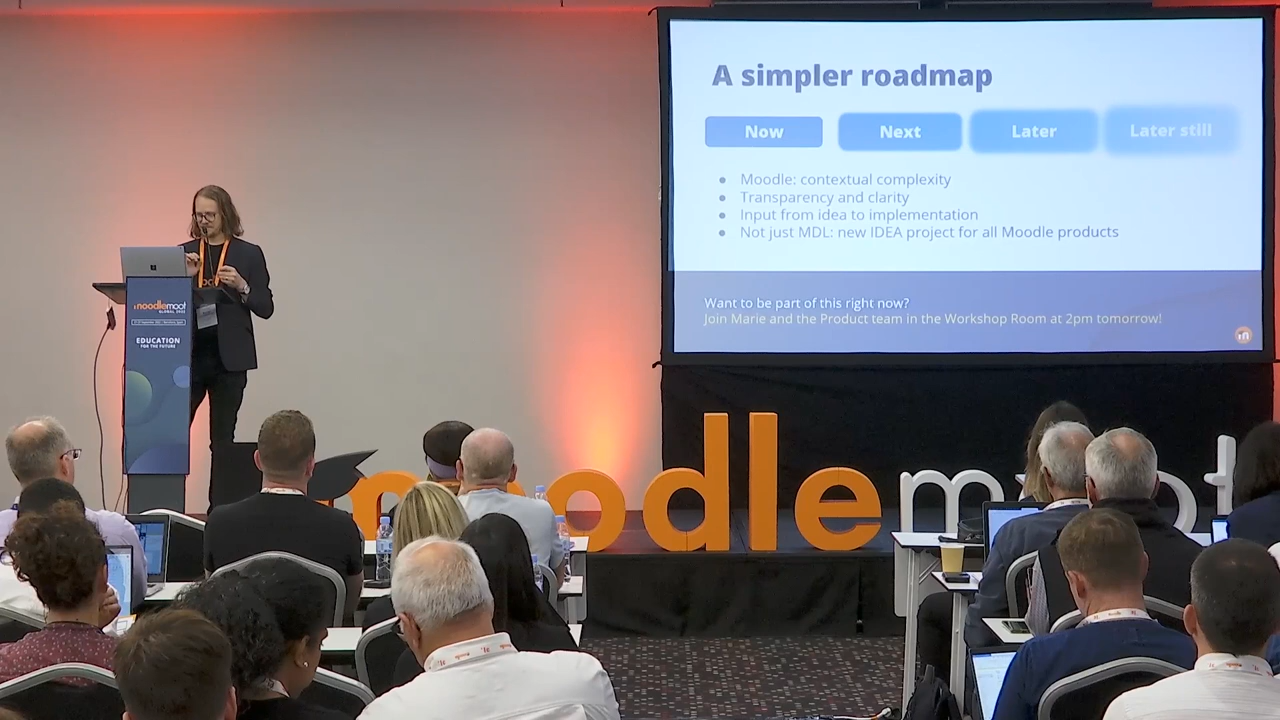 A simpler roadmap
Now Next Later Later still
● Moodle: contextual complexity
● Transparency and clarity
● Input from idea to implementation
● Not just MDL: new IDEA project for all Moodle products
Want to be part of this right now?
Join Marie and the Product team in the Workshop Room at 2pm tomorrow!
moodlemoot
EDUCATION
FOR THE FUTURE
moodle